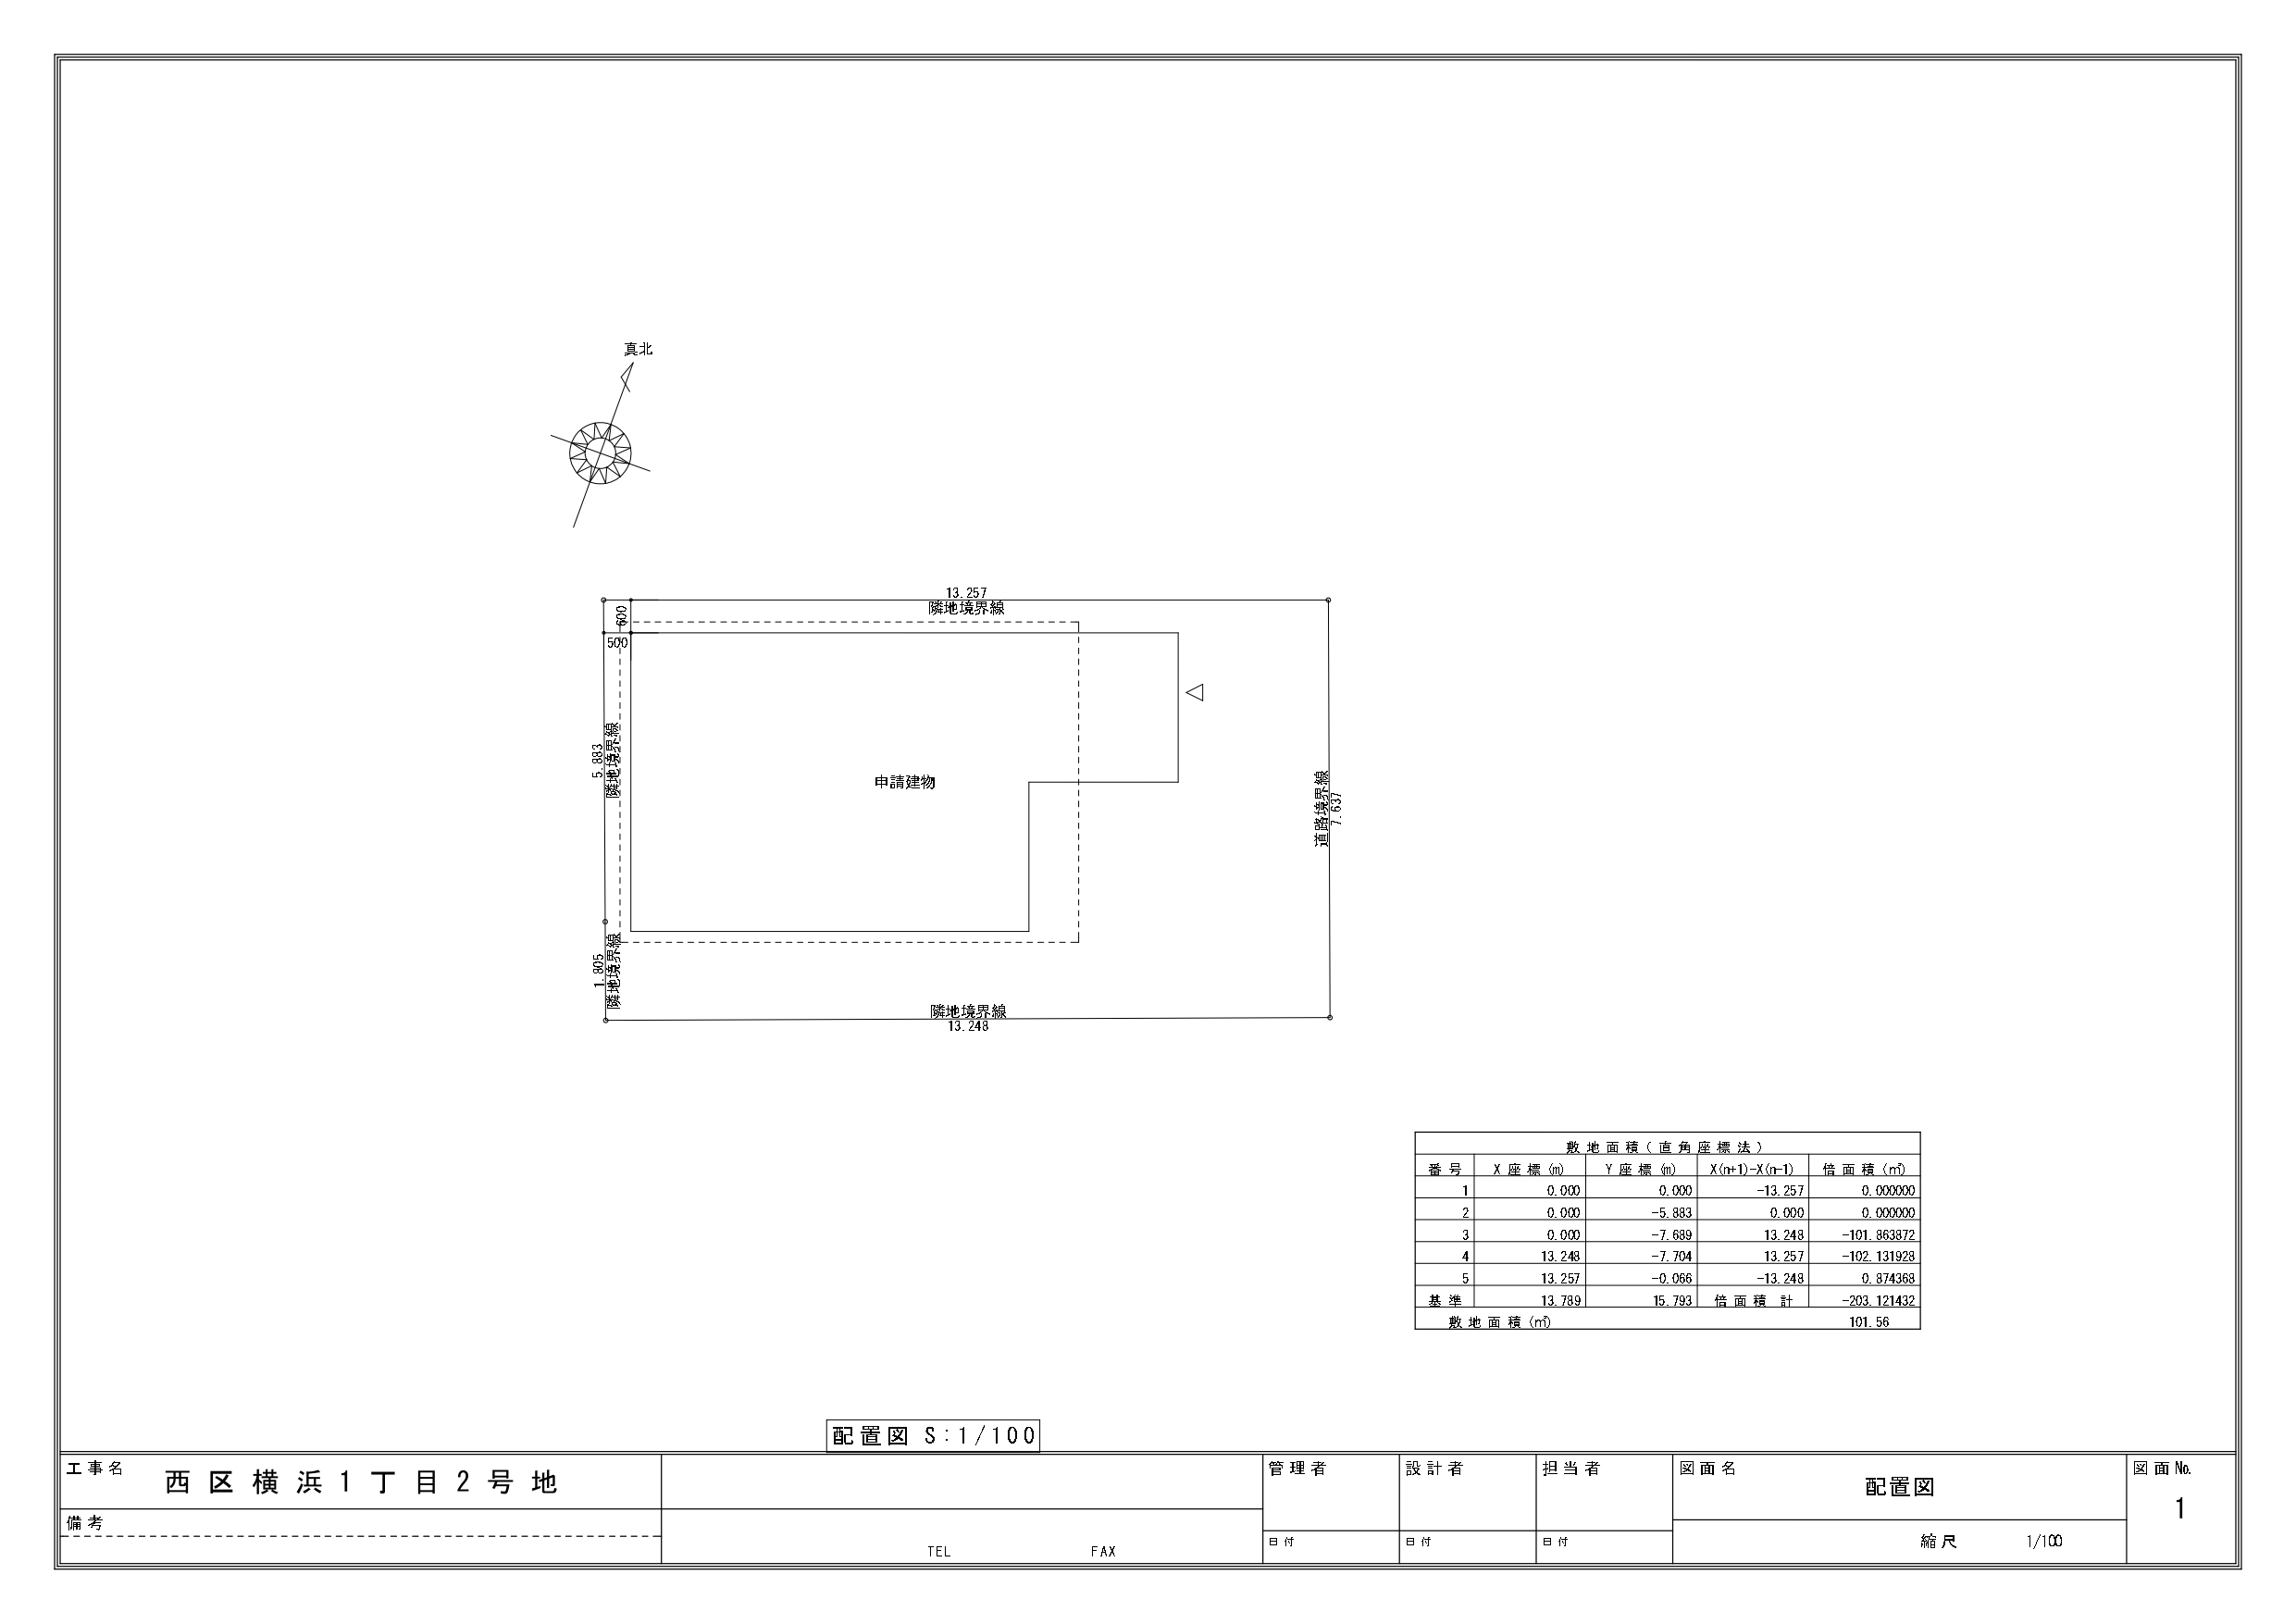 真北
13.257
隣地境界線
600
500
5.883
隣地境界線
申請建物
道路境界線
7.637
1.805
隣地境界線
隣地境界線
13.248
敷地面積(直角座標法)
番号 X座標(m) Y座標(m) X(n+1)-X(n-1) 倍面積(㎡)
1 0.000 0.000 -13.257 0.000000
2 0.000 -5.883 0.000 0.000000
3 0.000 -7.689 13.248 -101.863872
4 13.248 -7.704 13.257 -102.131928
5 13.257 -0.066 -13.248 0.874368
基準 13.789 15.793 倍面積 計 -203.121432
敷地面積(㎡) 101.56
配置図 S:1/100
工事名 西区横浜1丁目2号地
備考
TEL FAX
管理者 設計者 担当者
日付 日付 日付
図面名 配置図
縮尺 1/100
図面No.
1